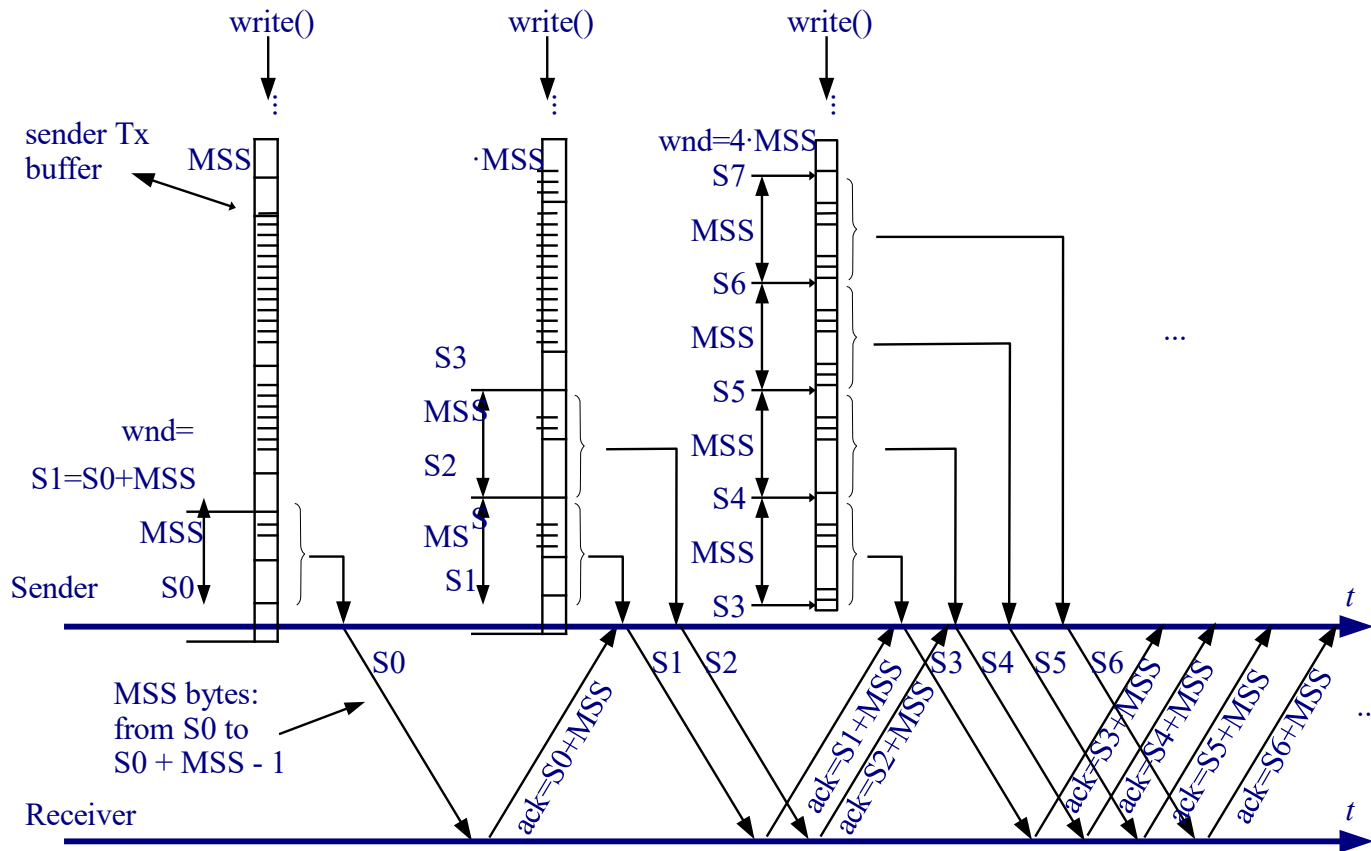 write()
write()
write()
...
...
...
sender Tx
buffer
MSS
·MSS
wnd=4·MSS
S7
MSS
S6
MSS
...
S3
S5
MSS
MSS
wnd=
S2
S1=S0+MSS
S4
S
MSS
MS
MSS
S0
S1
S3
Sender
t
S0
S1
S2
S3
S4
S5
S6
MSS bytes:
from S0 to
S0 + MSS - 1
ack=S0+MSS
ack=S1+MSS
ack=S2+MSS
ack=S3+MSS
ack=S4+MSS
ack=S5+MSS
ack=S6+MSS
...
Receiver
t